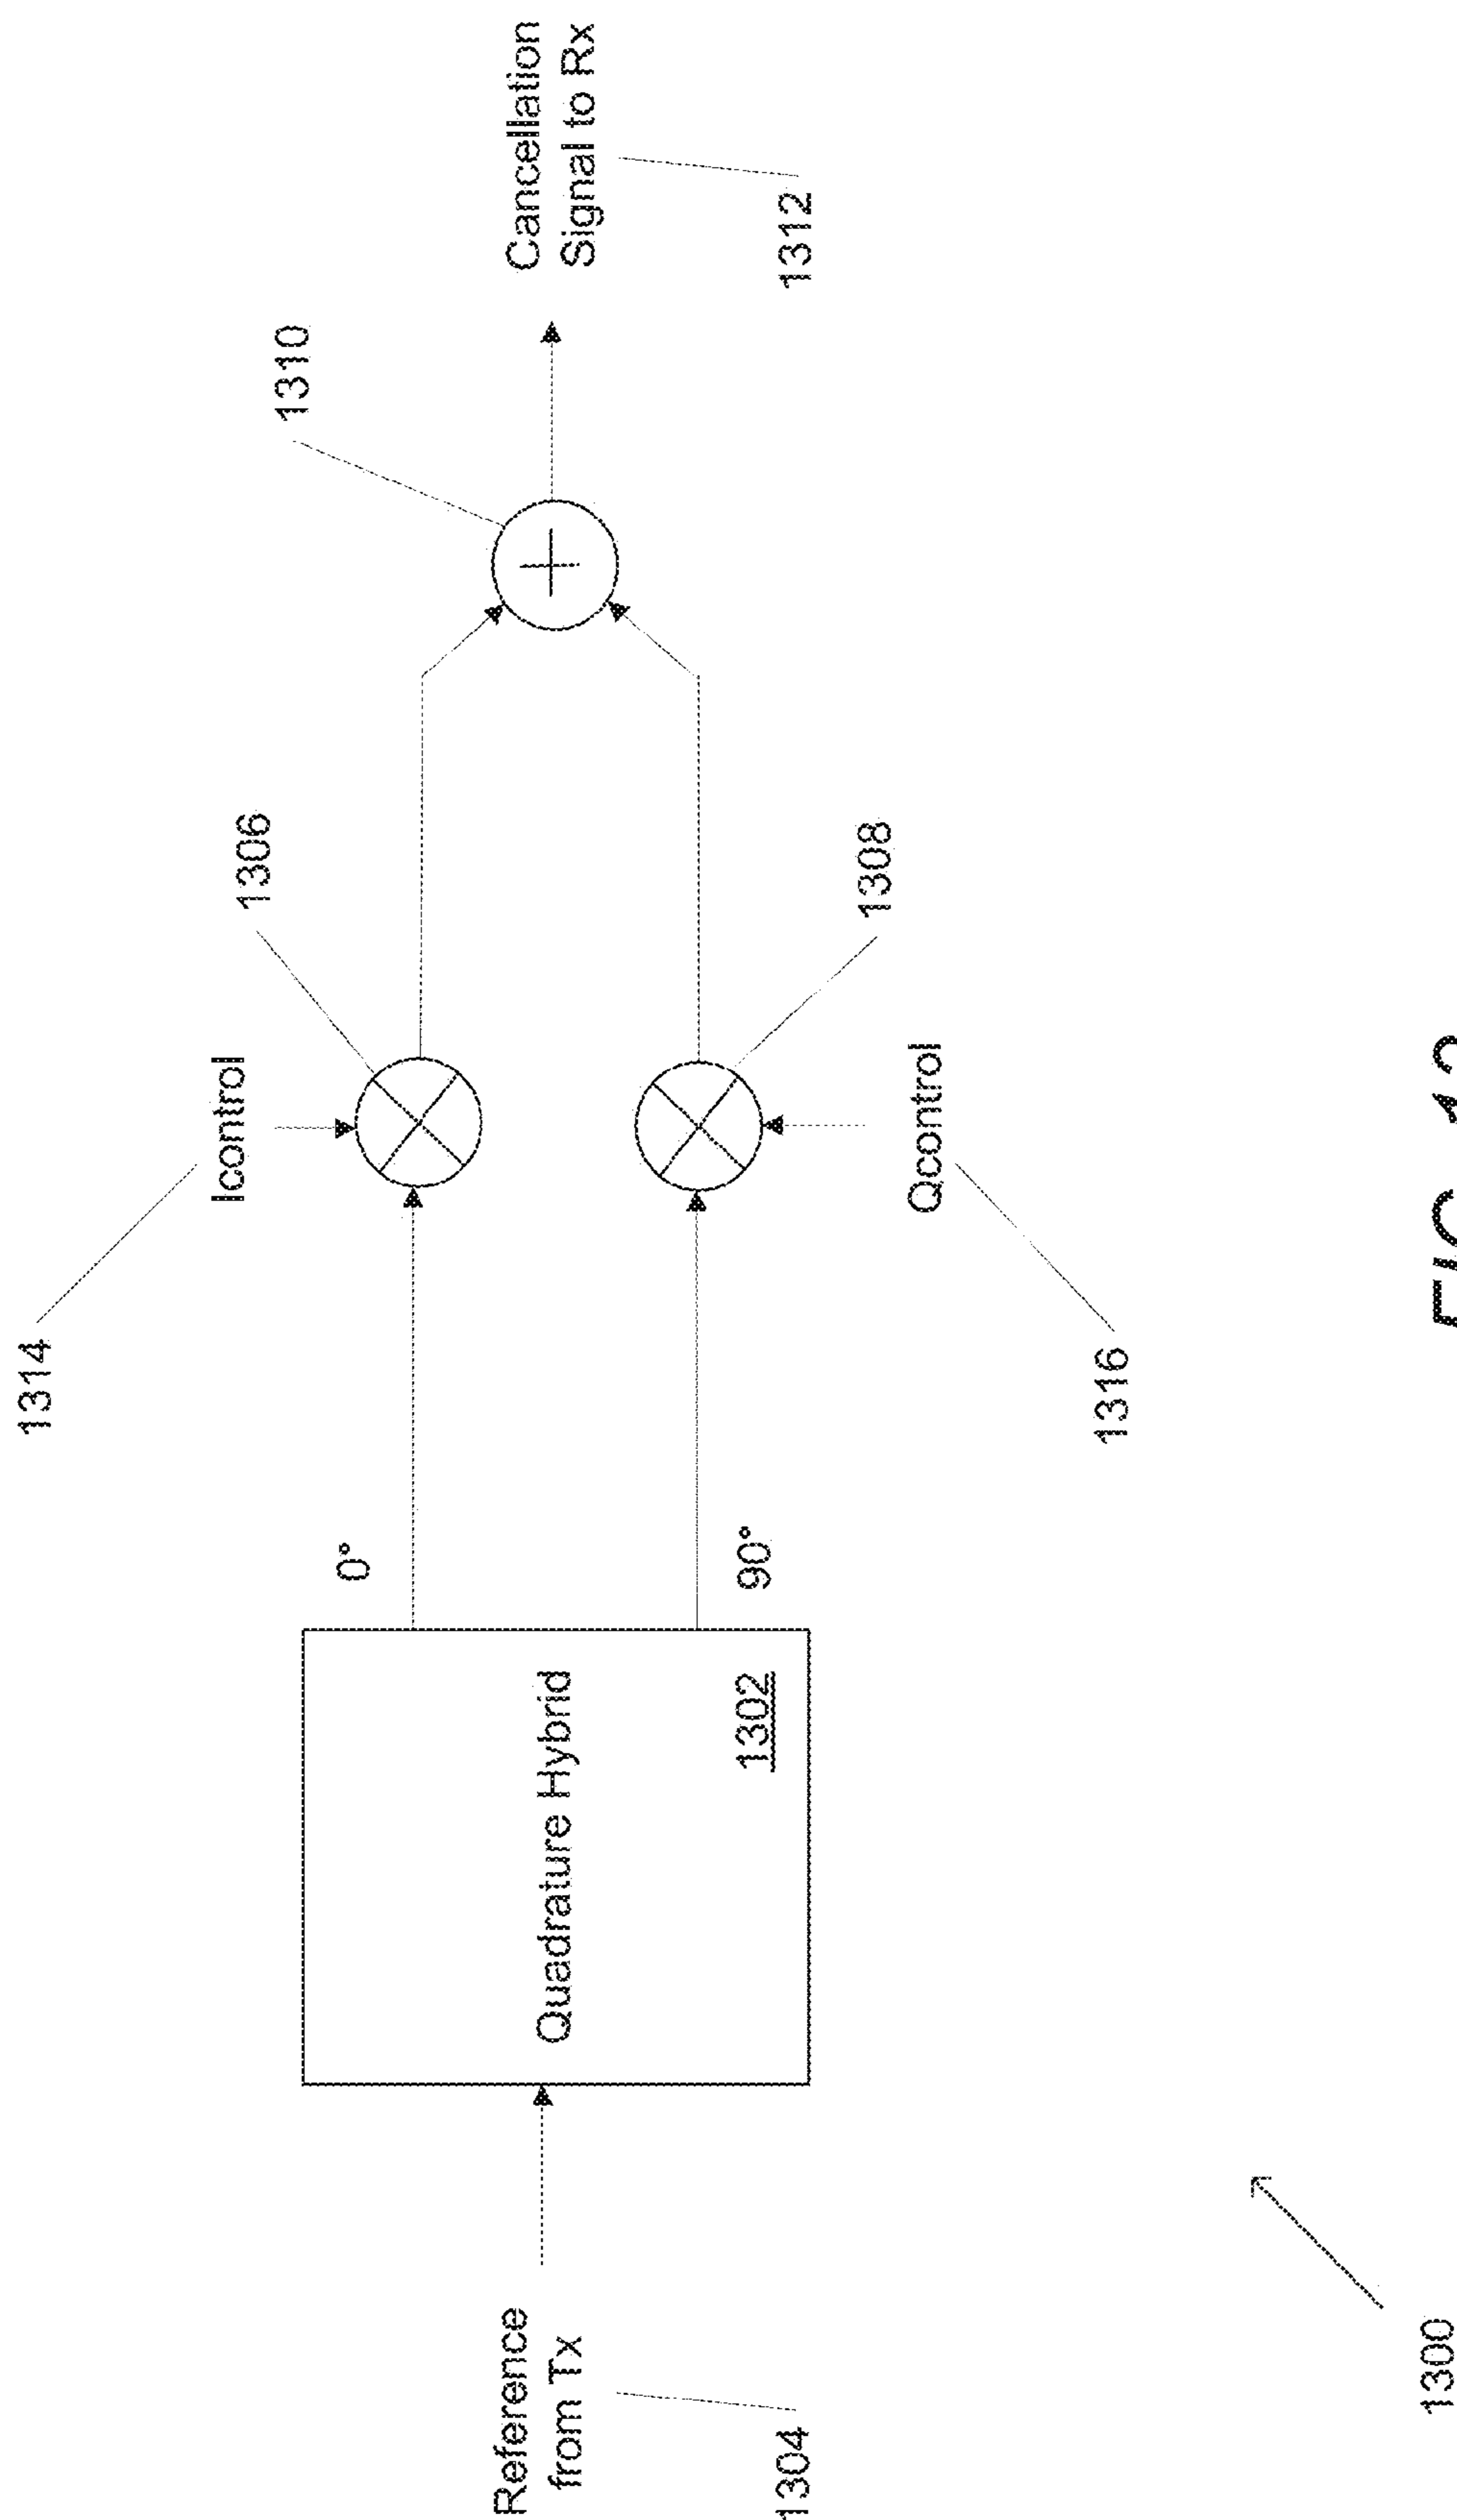 1314
Icontrol
1306
1310
0°
Reference
from Tx
1304
Quadrature Hybrid
1302
Cancellation
Signal to Rx
1312
90°
Qcontrol
1308
1316
1300